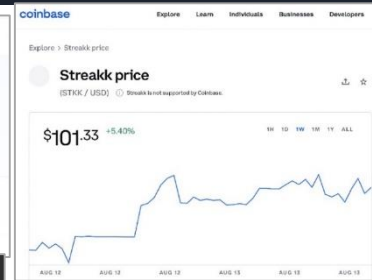 coinbase
Explore Learn Individuals Businesses Developers
Explore > Streakk price
Streakk price
(STKK / USD) Streakk is not supported by Coinbase
$101.33 +5.40%
1H 1D 1W 1M 1Y ALL
AUG 12 AUG 12 AUG 13 AUG 13 AUG 13 AUG 13